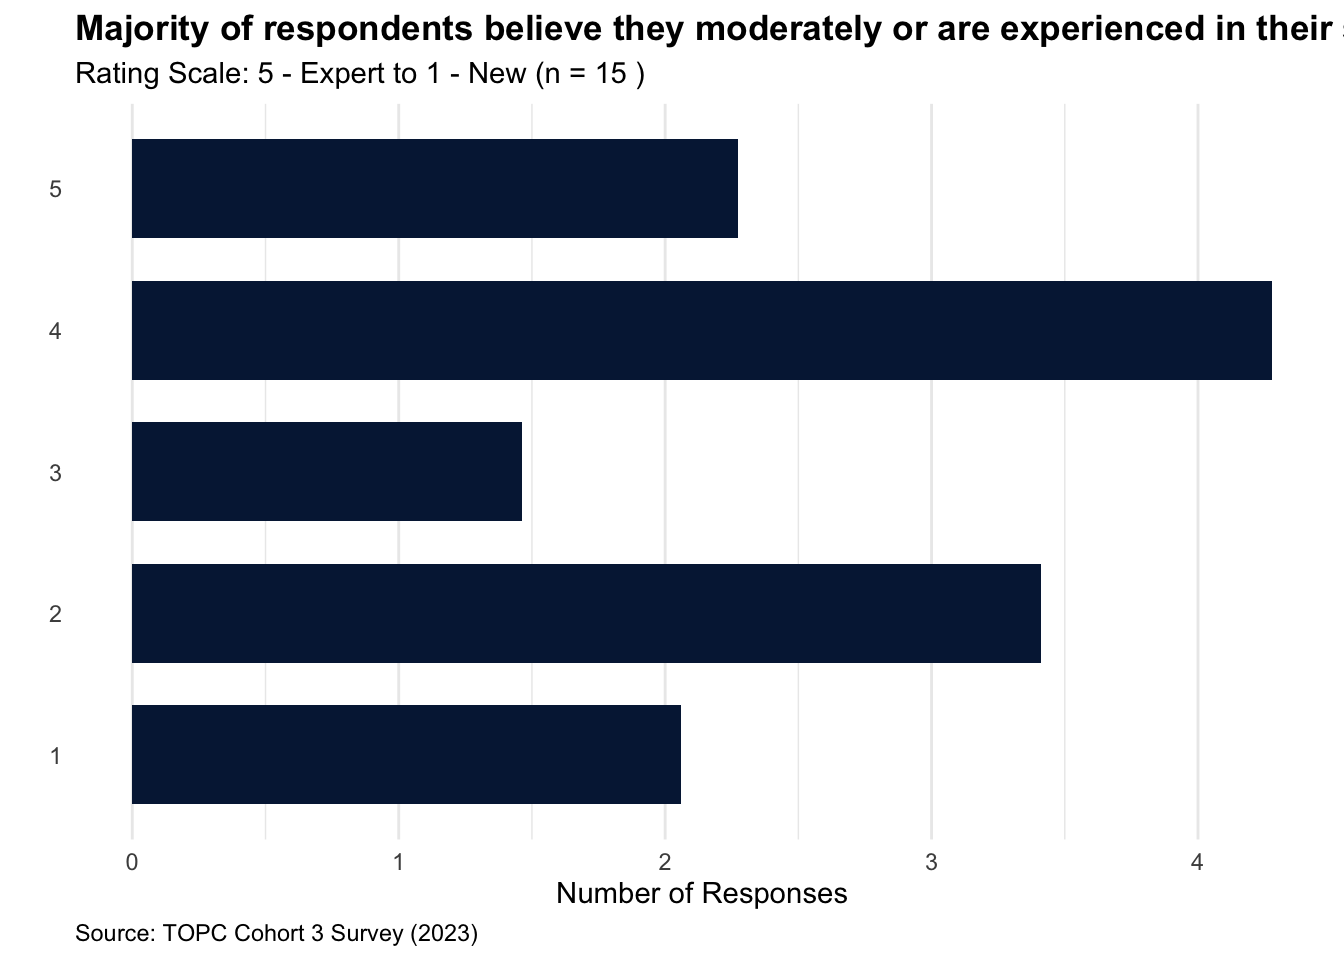 Majority of respondents believe they moderately or are experienced in their
Rating Scale: 5 - Expert to 1 - New (n = 15 )
5
4
3
2
1
0 1 2 3 4
Number of Responses
Source: TOPC Cohort 3 Survey (2023)